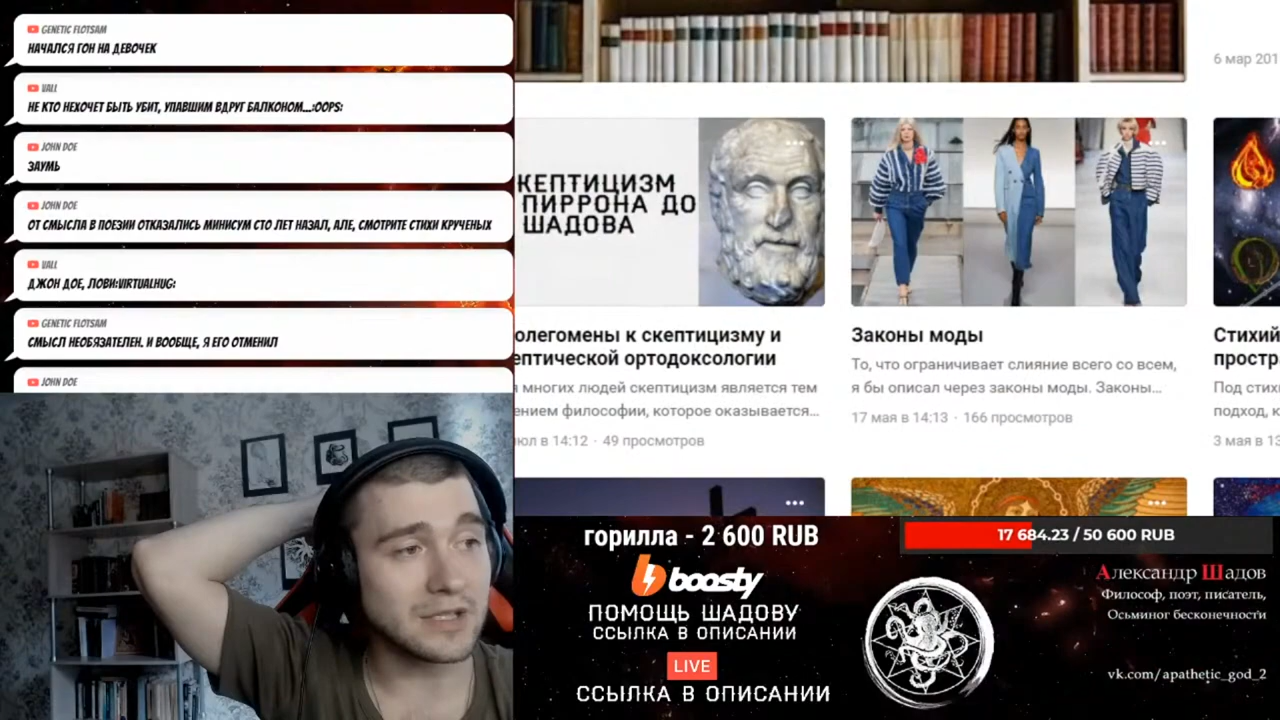 GENETIC FLOTSAM
НАЧАЛСЯ ГОН НА ДЕВОЧЕК
VALL
НЕ КТО НЕХОЧЕТ БЫТЬ УБИТ, УПАВШИМ ВДРУГ БАЛКОНОМ...:OOPS:
JOHN DOE
ЗАУМЬ
JOHN DOE
ОТ СМЫСЛА В ПОЕЗИИ ОТКАЗАЛИСЬ МИНИСУМ СТО ЛЕТ НАЗАЛ, АЛЕ, СМОТРИТЕ СТИХИ КРУЧЕНЫХ
VALL
ДЖОН ДОЕ, ЛОВИ:VIRTUALHUG:
GENETIC FLOTSAM
СМЫСЛ НЕОБЯЗАТЕЛЕН. И ВООБЩЕ, Я ЕГО ОТМЕНИЛ
JOHN DOE
6 мар 201
КЕПТИЦИЗМ
ПИРРОНА ДО
ШАДОВА
олегомены к скептицизму и
ептической ортодоксологии
я многих людей скептицизм является тем
ением философии, которое оказывается...
юл в 14:12 · 49 просмотров
Законы моды
То, что ограничивает слияние всего со всем,
я бы описал через законы моды. Законы...
17 мая в 14:13 · 166 просмотров
Стихий
простр
Под стих
подход, к
3 мая в 13
горилла - 2 600 RUB
boosty
ПОМОЩЬ ШАДОВУ
ССЫЛКА В ОПИСАНИИ
LIVE
ССЫЛКА В ОПИСАНИИ
17 684.23 / 50 600 RUB
Александр Шадов
Философ, поэт, писатель,
Осьминог бесконечности
vk.com/apathetic_god_2